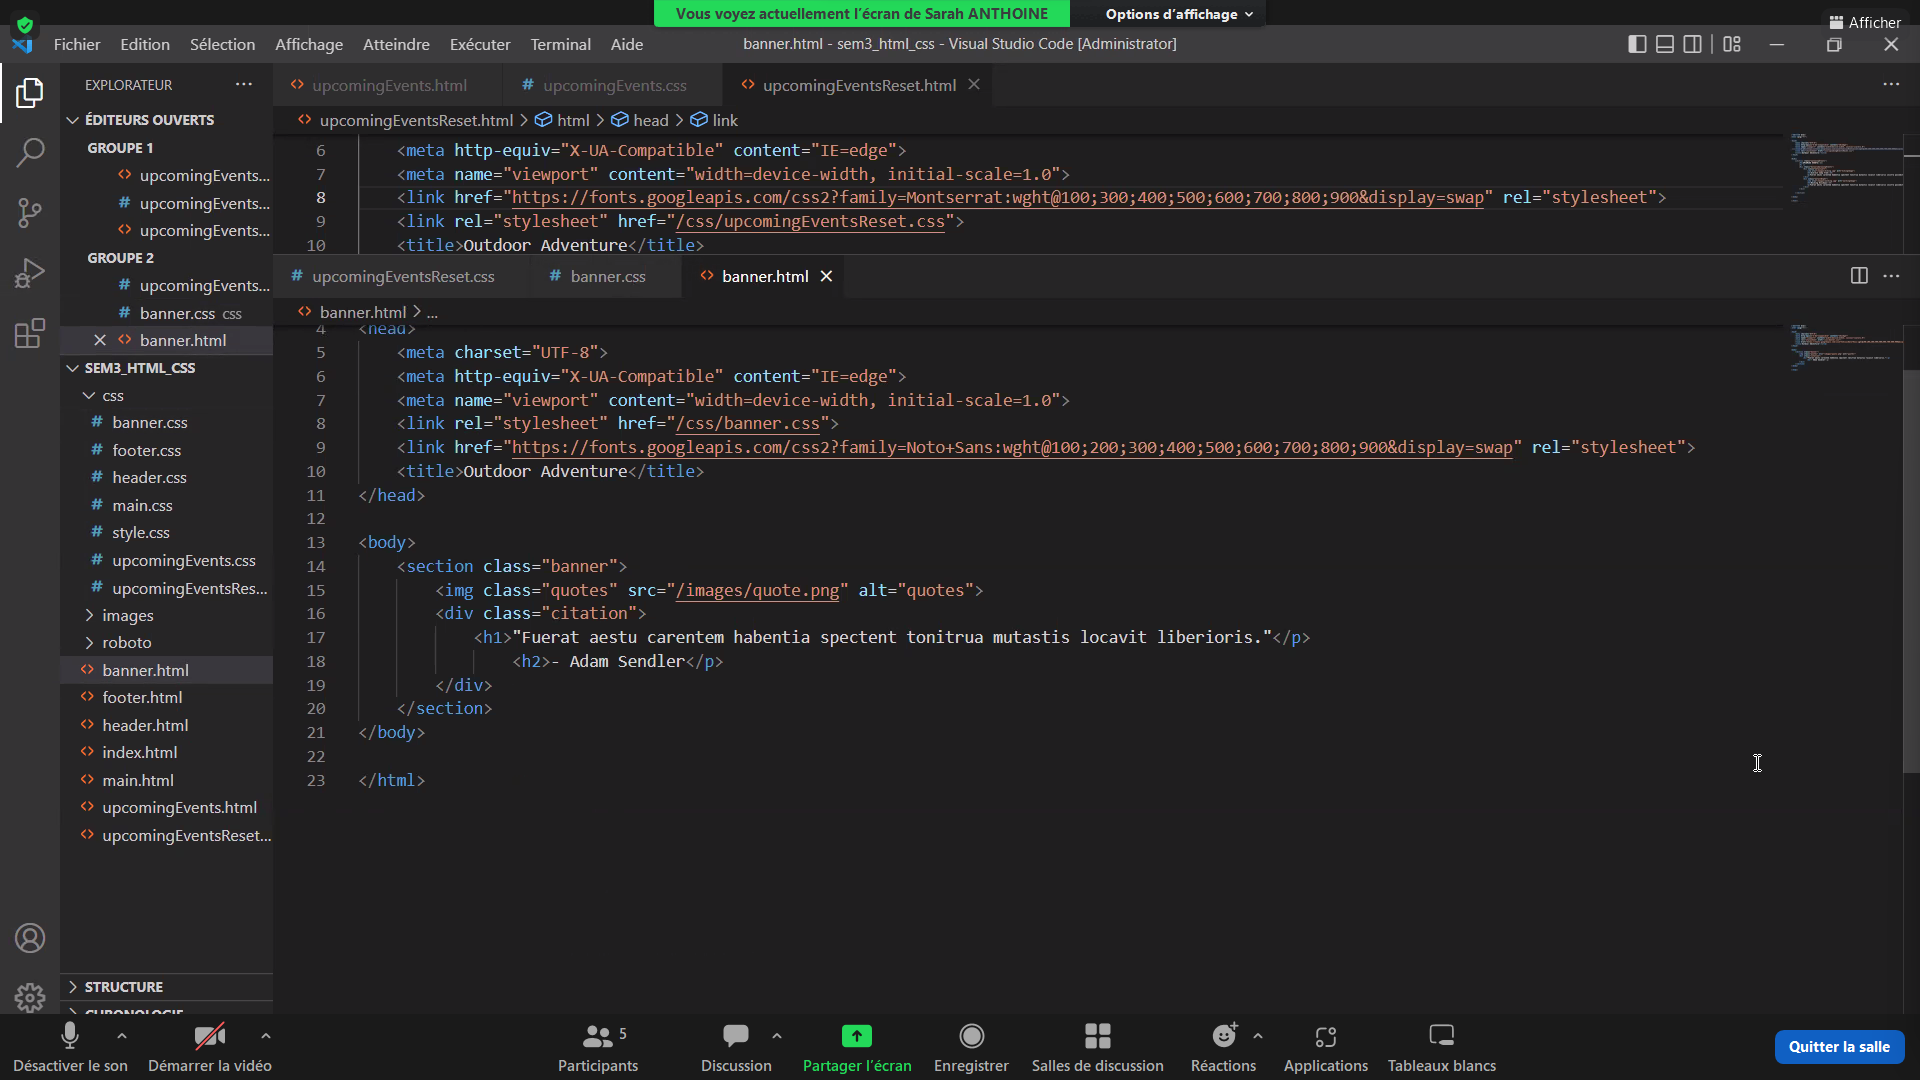 Vous voyez actuellement l'écran de Sarah ANTHOINE
Options d'affichage
Afficher
Fichier Edition Sélection Affichage Atteindre Exécuter Terminal Aide
banner.html - sem3_html_css - Visual Studio Code [Administrator]
EXPLORATEUR
ÉDITEURS OUVERTS
GROUPE 1
upcomingEvents...
upcomingEvents...
upcomingEvents...
GROUPE 2
upcomingEvents...
banner.css css
banner.html
SEM3_HTML_CSS
css
banner.css
footer.css
header.css
main.css
style.css
upcomingEvents.css
upcomingEventsRes...
images
roboto
banner.html
footer.html
header.html
index.html
main.html
upcomingEvents.html
upcomingEventsReset...
STRUCTURE
CHRONOLOGIE
upcomingEvents.html upcomingEvents.css upcomingEventsReset.html
upcomingEventsReset.html > html > head > link
6 <meta http-equiv="X-UA-Compatible" content="IE=edge">
7 <meta name="viewport" content="width=device-width, initial-scale=1.0">
8 <link href="https://fonts.googleapis.com/css2?family=Montserrat:wght@100;300;400;500;600;700;800;900&display=swap" rel="stylesheet">
9 <link rel="stylesheet" href="/css/upcomingEventsReset.css">
10 <title>Outdoor Adventure</title>
upcomingEventsReset.css banner.css banner.html
banner.html > ...
4 <head>
5 <meta charset="UTF-8">
6 <meta http-equiv="X-UA-Compatible" content="IE=edge">
7 <meta name="viewport" content="width=device-width, initial-scale=1.0">
8 <link rel="stylesheet" href="/css/banner.css">
9 <link href="https://fonts.googleapis.com/css2?family=Noto+Sans:wght@100;200;300;400;500;600;700;800;900&display=swap" rel="stylesheet">
10 <title>Outdoor Adventure</title>
11 </head>
12
13 <body>
14 <section class="banner">
15 <img class="quotes" src="/images/quote.png" alt="quotes">
16 <div class="citation">
17 <h1>"Fuerat aestu carentem habentia spectent tonitrua mutastis locavit liberioris."</p>
18 <h2>- Adam Sendler</p>
19 </div>
20 </section>
21 </body>
22
23 </html>
Désactiver le son
Démarrer la vidéo
5
Participants
Discussion
Partager l'écran
Enregistrer
Salles de discussion
Réactions
Applications
Tableaux blancs
Quitter la salle